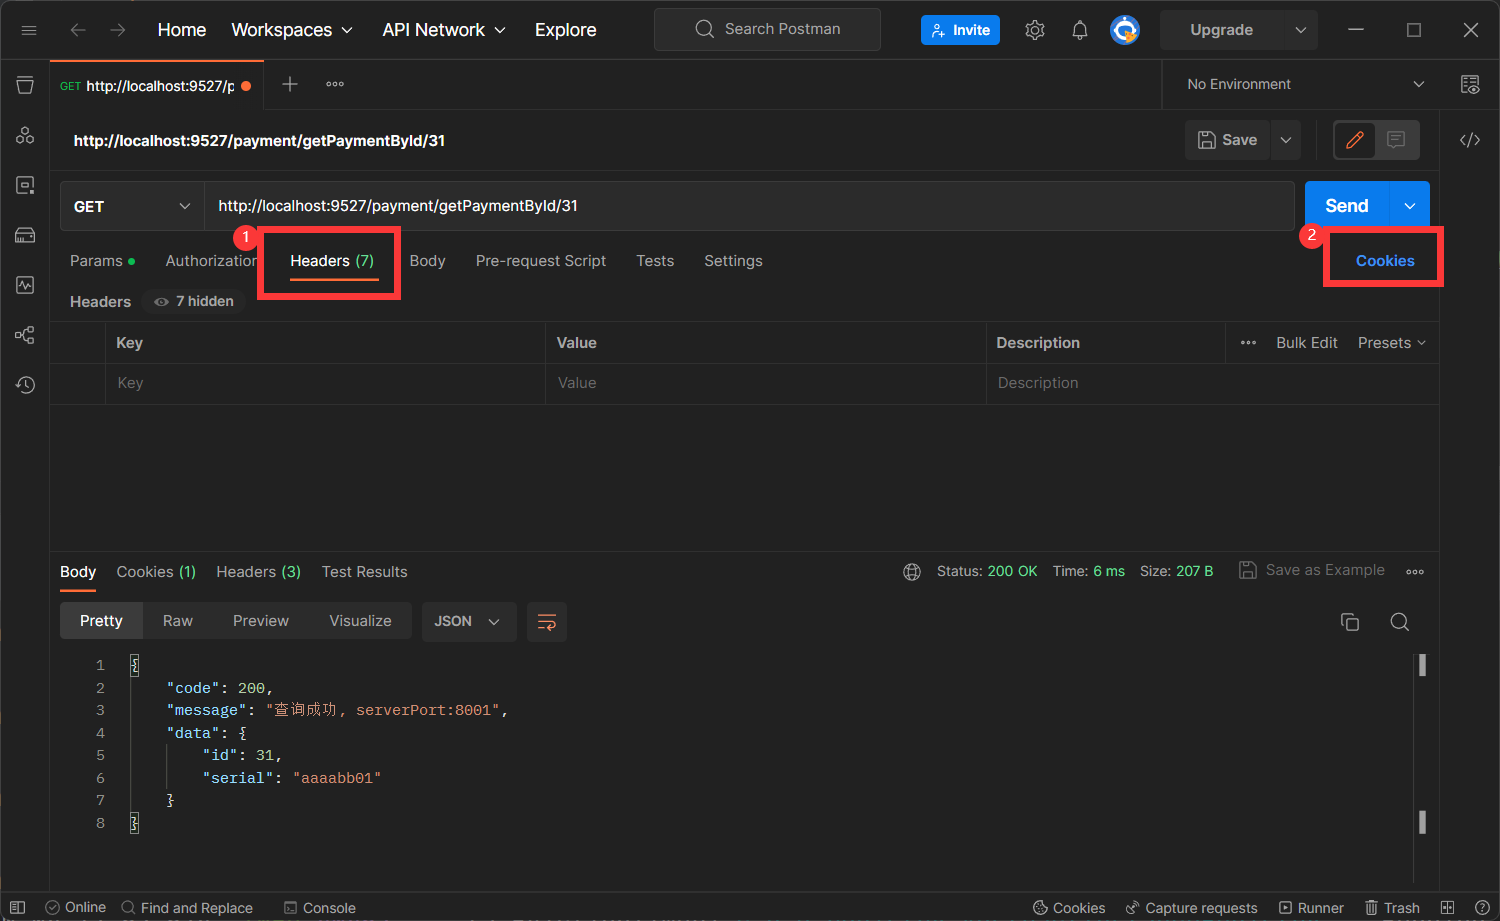 Home Workspaces API Network Explore Search Postman Invite Upgrade
GET http://localhost:9527/p No Environment
http://localhost:9527/payment/getPaymentById/31 Save
GET http://localhost:9527/payment/getPaymentById/31 Send
1 2
Params Authorization Headers (7) Body Pre-request Script Tests Settings Cookies
Headers 7 hidden
Key Value Description Bulk Edit Presets
Key Value Description
Body Cookies (1) Headers (3) Test Results Status: 200 OK Time: 6 ms Size: 207 B Save as Example
Pretty Raw Preview Visualize JSON
1 {
2 "code": 200,
3 "message": "查询成功, serverPort:8001",
4 "data": {
5 "id": 31,
6 "serial": "aaaabb01"
7 }
8 }
Online Find and Replace Console Cookies Capture requests Runner Trash